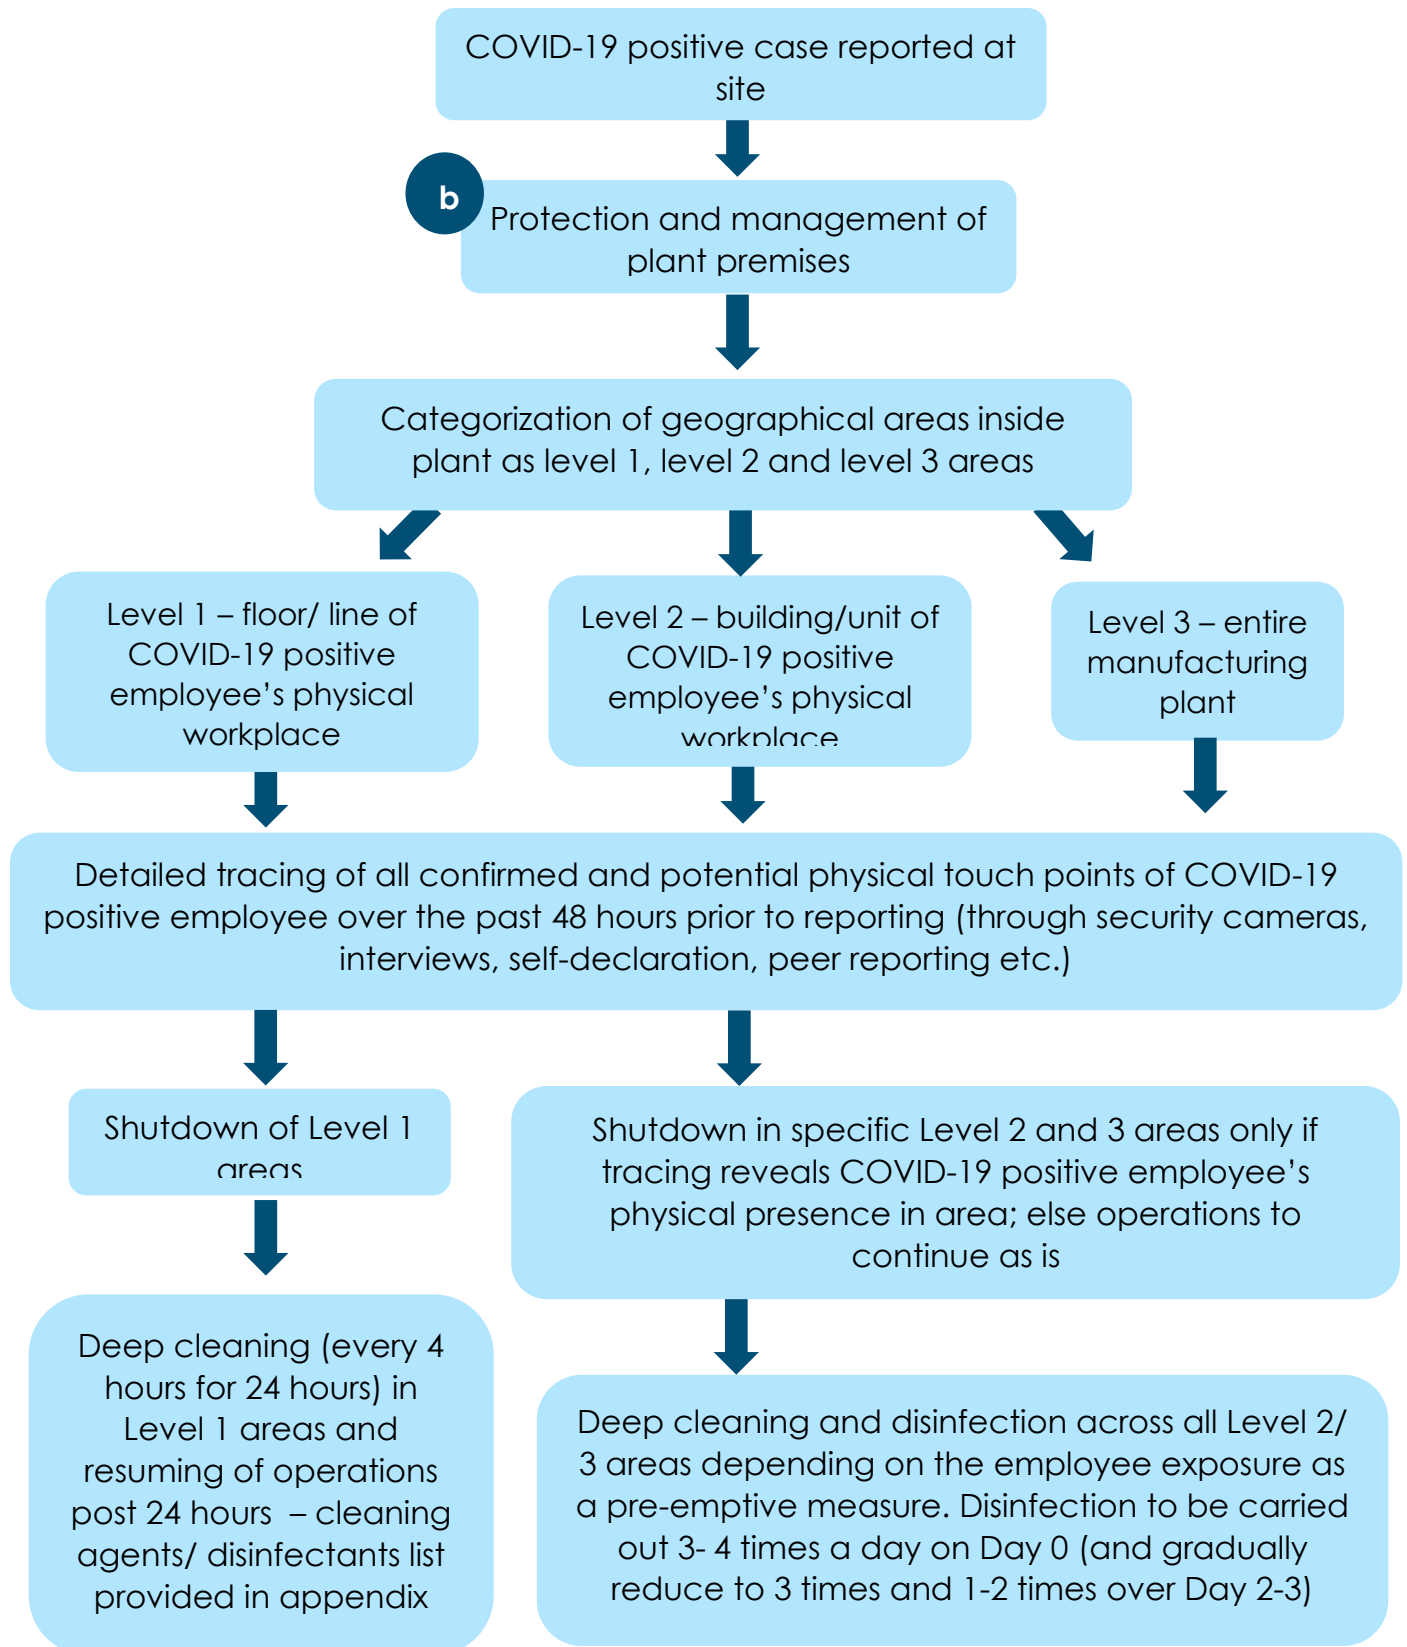 COVID-19 positive case reported at
site
b
Protection and management of
plant premises
Categorization of geographical areas inside
plant as level 1, level 2 and level 3 areas
Level 1 – floor/ line of
COVID-19 positive
employee’s physical
workplace
Level 2 – building/unit of
COVID-19 positive
employee’s physical
workplace
Level 3 – entire
manufacturing
plant
Detailed tracing of all confirmed and potential physical touch points of COVID-19
positive employee over the past 48 hours prior to reporting (through security cameras,
interviews, self-declaration, peer reporting etc.)
Shutdown of Level 1
areas
Shutdown in specific Level 2 and 3 areas only if
tracing reveals COVID-19 positive employee’s
physical presence in area; else operations to
continue as is
Deep cleaning (every 4
hours for 24 hours) in
Level 1 areas and
resuming of operations
post 24 hours – cleaning
agents/ disinfectants list
provided in appendix
Deep cleaning and disinfection across all Level 2/
3 areas depending on the employee exposure as
a pre-emptive measure. Disinfection to be carried
out 3- 4 times a day on Day 0 (and gradually
reduce to 3 times and 1-2 times over Day 2-3)